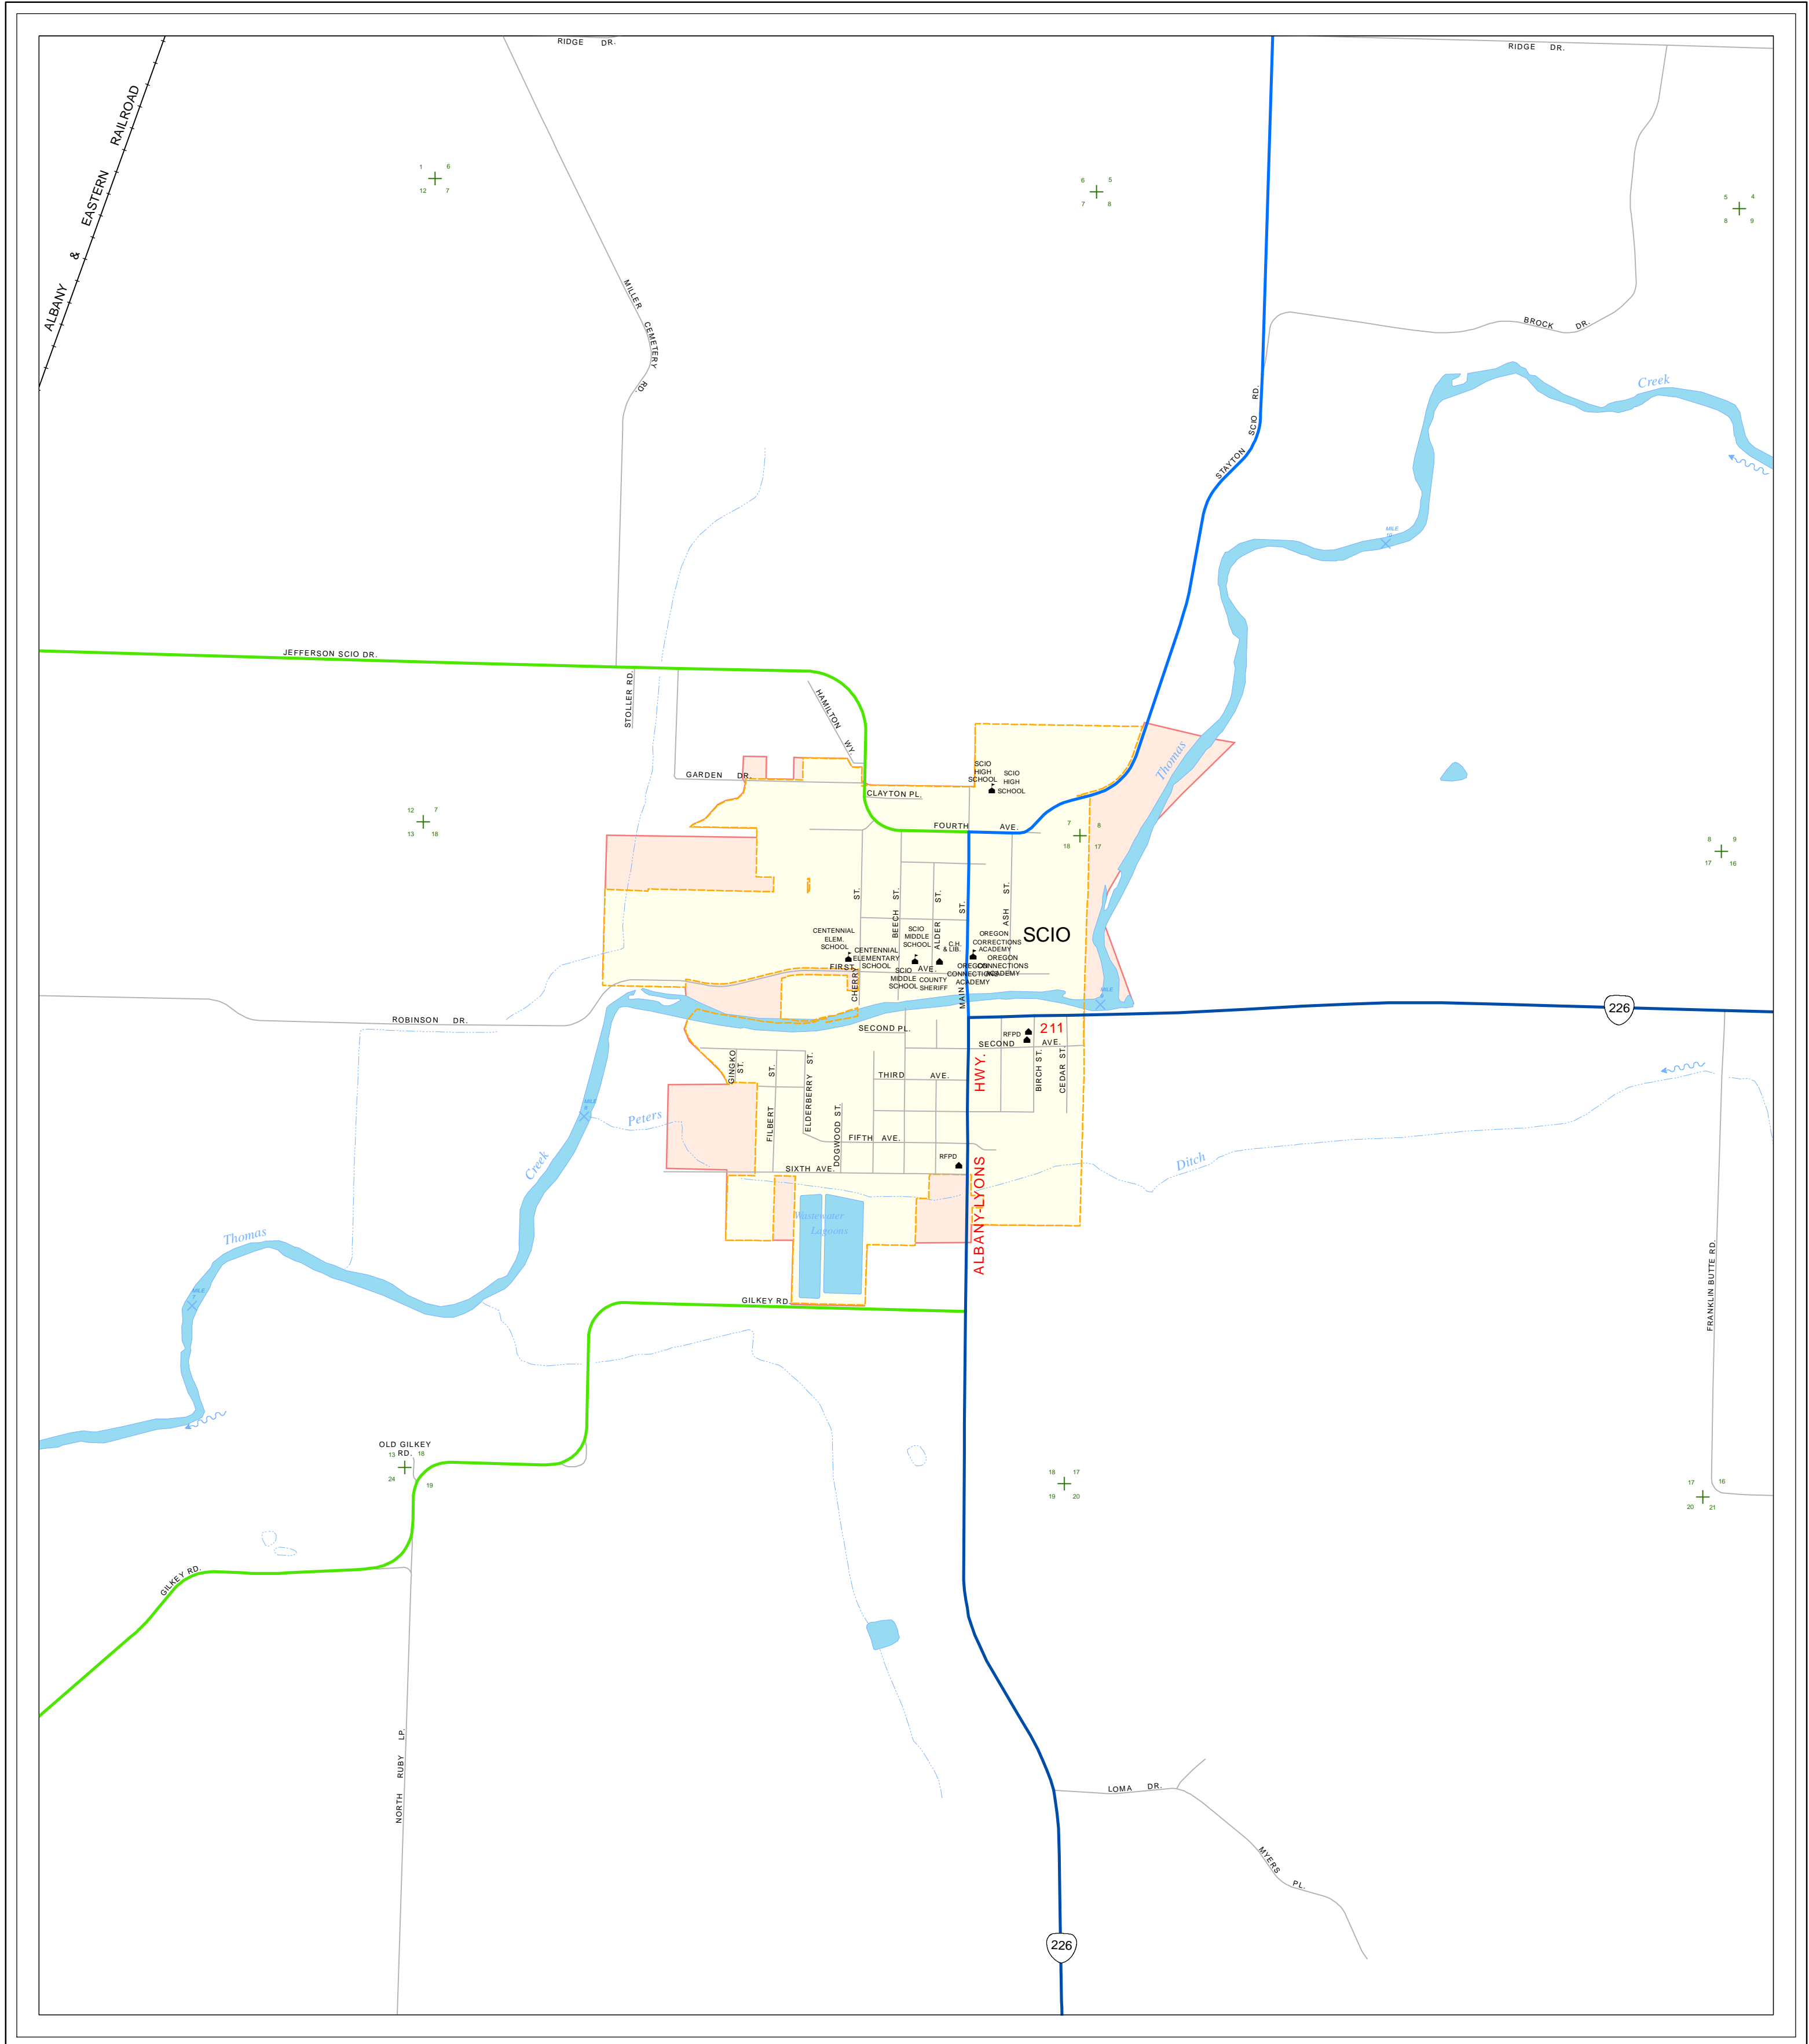 RIDGE DR.
RIDGE DR.
ALBANY & EASTERN RAILROAD
1 6
12 7
6 5
7 8
5 4
8 9
MILLER CEMETERY RD.
BROCK DR.
Creek
STAYTON SCIO RD.
MILE
10
JEFFERSON SCIO DR.
STOLLER RD.
HAMILTON WY.
Thomas
GARDEN DR.
SCIO
HIGH
SCHOOL
SCIO
HIGH
SCHOOL
CLAYTON PL.
FOURTH AVE.
12 7
13 18
7 8
18 17
8 9
17 16
CHERRY ST.
BEECH ST.
ALDER ST.
MAIN ST.
ASH ST.
SCIO
CENTENNIAL
ELEM.
SCHOOL
CENTENNIAL
ELEMENTARY
SCHOOL
SCIO
MIDDLE
SCHOOL
C.H.
& LIB.
OREGON
CORRECTIONS
ACADEMY
OREGON
CONNECTIONS
ACADEMY
FIRST AVE.
SCIO
MIDDLE
SCHOOL
COUNTY
SHERIFF
OREGON
CONNECTIONS
ACADEMY
226
ROBINSON DR.
SECOND PL.
RFPD
211
SECOND AVE.
GINGKO
ST.
FILBERT ST.
ELDERBERRY ST.
DOGWOOD ST.
THIRD AVE.
BIRCH ST.
CEDAR ST.
ALBANY-LYONS HWY.
MILE
8
Peters
FIFTH AVE.
RFPD
SIXTH AVE.
Ditch
Creek
Wastewater
Lagoons
Thomas
MILE
7
GILKEY RD.
FRANKLIN BUTTE RD.
OLD GILKEY
RD.
13 18
24 19
18 17
19 20
17 16
20 21
GILKEY RD.
NORTH RUBY LP.
LOMA DR.
MYERS PL.
226